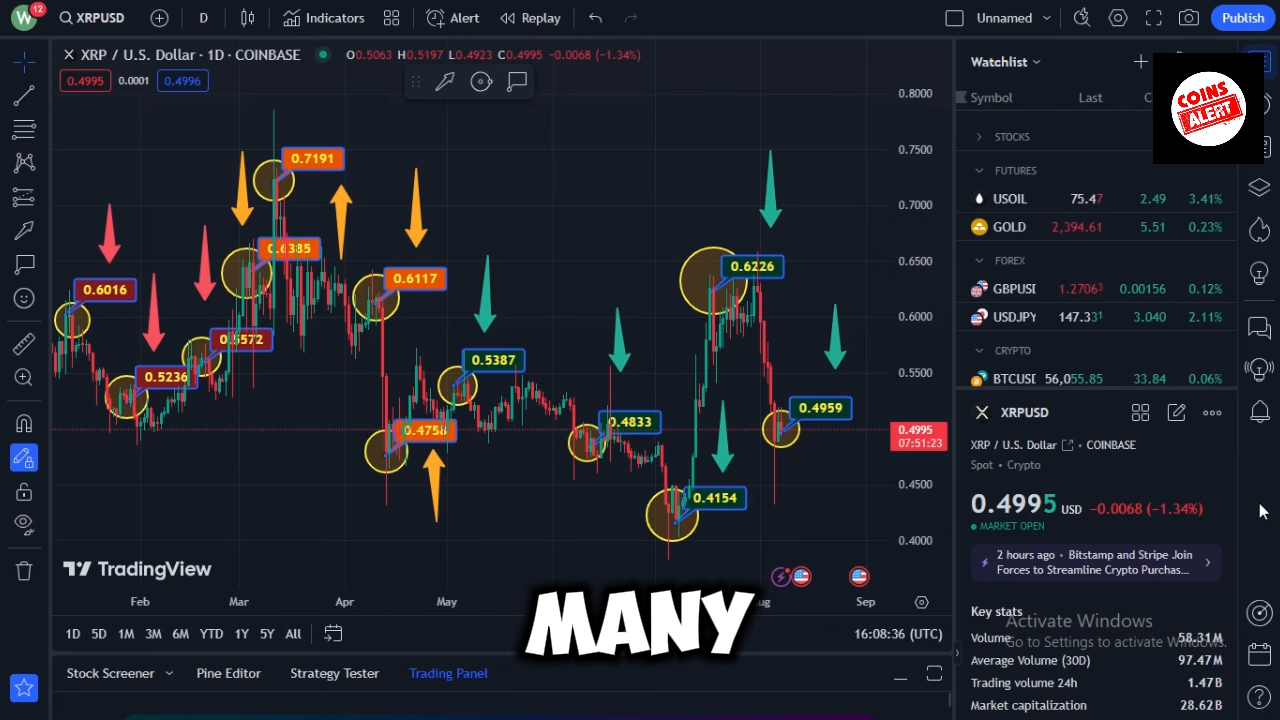 W 12 XRPUSD D Indicators Alert Replay Unnamed Publish
XRP / U.S. Dollar · 1D · COINBASE O0.5063 H0.5197 L0.4923 C0.4995 −0.0068 (−1.34%)
0.4995 0.0001 0.4996
0.8000
0.7500
0.7000
0.6500
0.6000
0.5500
0.4995
07:51:23
0.4500
0.4000
0.7191
0.6385
0.6117
0.6016
0.5572
0.5236
0.4758
0.5387
0.4833
0.6226
0.4154
0.4959
TradingView
Feb Mar Apr May Sep
1D 5D 1M 3M 6M YTD 1Y 5Y All 16:08:36 (UTC)
MANY
Stock Screener Pine Editor Strategy Tester Trading Panel
Watchlist
COINS
ALERT
Symbol Last
STOCKS
FUTURES
USOIL 75.47 2.49 3.41%
GOLD 2,394.61 5.51 0.23%
FOREX
GBPUSI 1.27063 0.00156 0.12%
USDJPY 147.331 3.040 2.11%
CRYPTO
BTCUSE 56,055.85 33.84 0.06%
XRPUSD
XRP / U.S. Dollar COINBASE
Spot • Crypto
0.4995 USD −0.0068 (−1.34%)
MARKET OPEN
2 hours ago • Bitstamp and Stripe Join
Forces to Streamline Crypto Purchas...
Key stats
Activate Windows
Go to Settings to activate Windows.
Volume 58.31M
Average Volume (30D) 97.47M
Trading volume 24h 1.47B
Market capitalization 28.62B